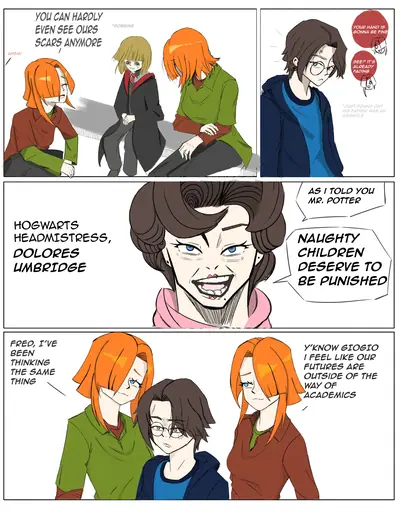 YOU CAN HARDLY
EVEN SEE OURS
SCARS ANYMORE
*SOBBING*
YOUR HAND IS
GONNA BE FINE
SEE? IT'S
ALREADY
FADING
HOGWARTS
HEADMISTRESS,
DOLORES
UMBRIDGE
AS I TOLD YOU
MR. POTTER
NAUGHTY
CHILDREN
DESERVE TO
BE PUNISHED
FRED, I'VE
BEEN
THINKING
THE SAME
THING
Y'KNOW GIOGIO
I FEEL LIKE OUR
FUTURES ARE
OUTSIDE OF THE
WAY OF
ACADEMICS